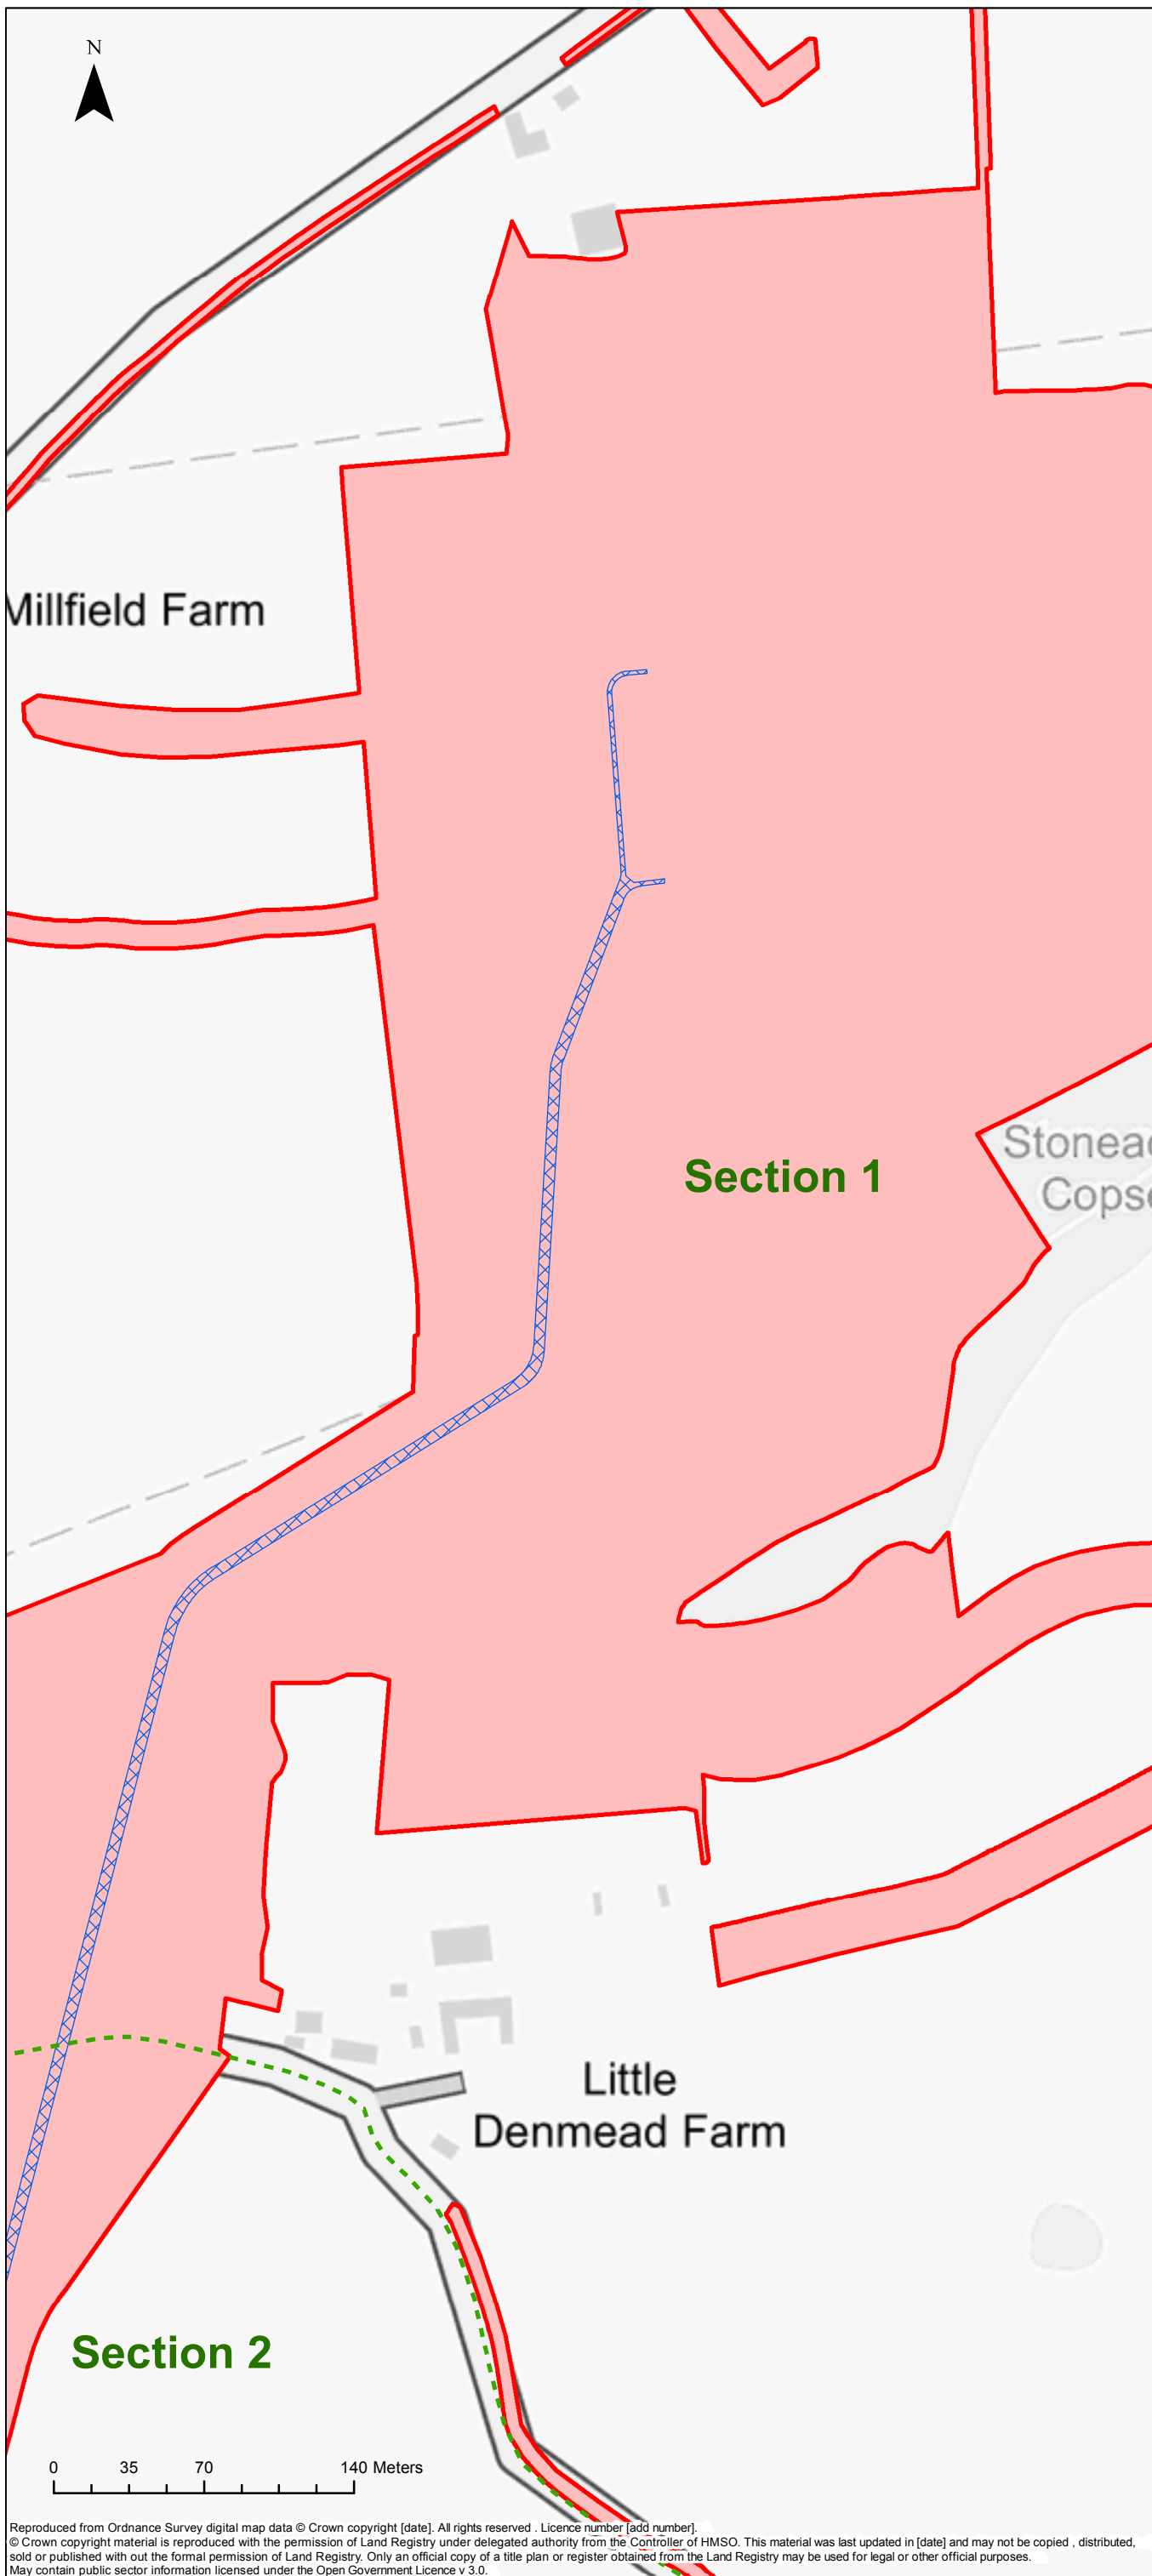 N
Millfield Farm
Section 1
Little
Denmead Farm
Section 2
0 35 70 140 Meters
Reproduced from Ordnance Survey digital map data © Crown copyright [date]. All rights reserved . Licence number [add number].
© Crown copyright material is reproduced with the permission of Land Registry under delegated authority from the Controller of HMSO. This material was last updated in [date] and may not be copied , distributed,
sold or published with out the formal permission of Land Registry. Only an official copy of a title plan or register obtained from the Land Registry may be used for legal or other official purposes.
May contain public sector information licensed under the Open Government Licence v 3.0.